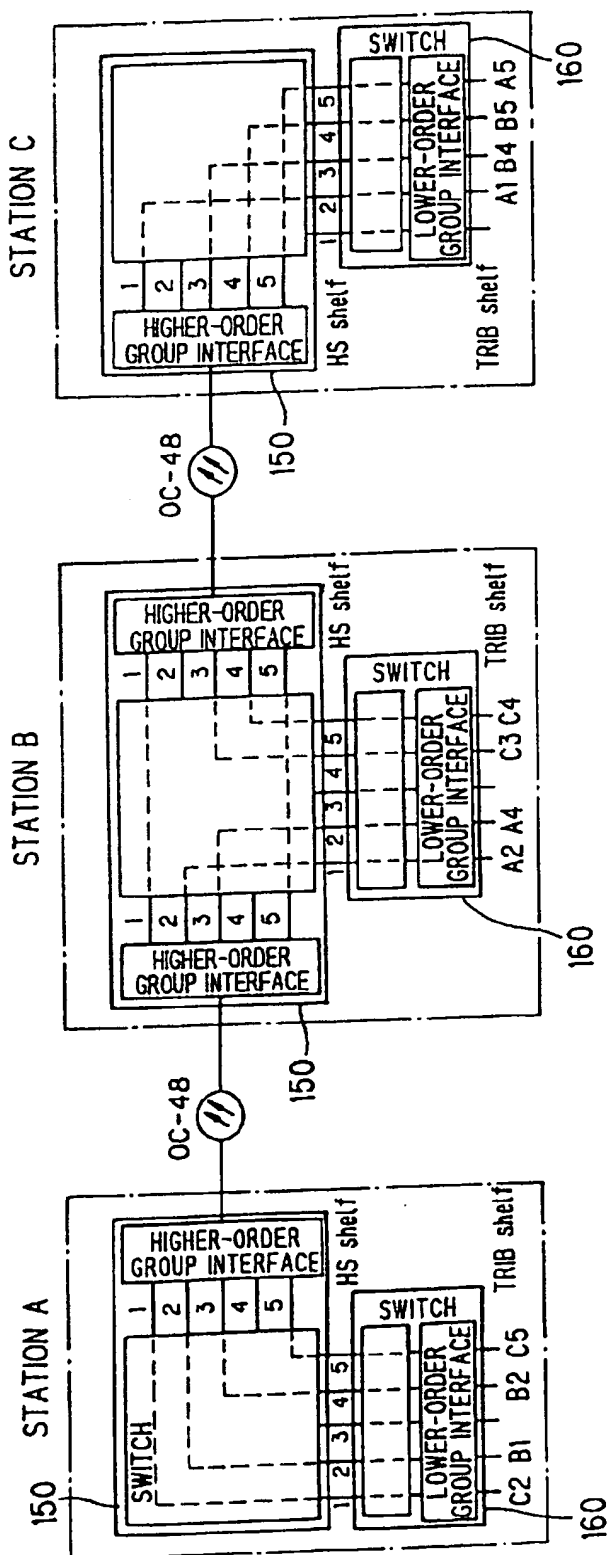 STATION A
150
SWITCH
1
2
3
4
5
HIGHER-ORDER
GROUP INTERFACE
HS shelf
1 2 3 4 5
SWITCH
LOWER-ORDER
GROUP INTERFACE
TRIB shelf
C2 B1 B2 C5
160
OC-48
STATION B
HIGHER-ORDER
GROUP INTERFACE
1
2
3
4
5
1
2
3
4
5
HIGHER-ORDER
GROUP INTERFACE
150
HS shelf
1 2 3 4 5
SWITCH
LOWER-ORDER
GROUP INTERFACE
TRIB shelf
A2 A4 C3 C4
160
OC-48
STATION C
HIGHER-ORDER
GROUP INTERFACE
1
2
3
4
5
150
HS shelf
1 2 3 4 5
SWITCH
LOWER-ORDER
GROUP INTERFACE
160
TRIB shelf
A1 B4 B5 A5